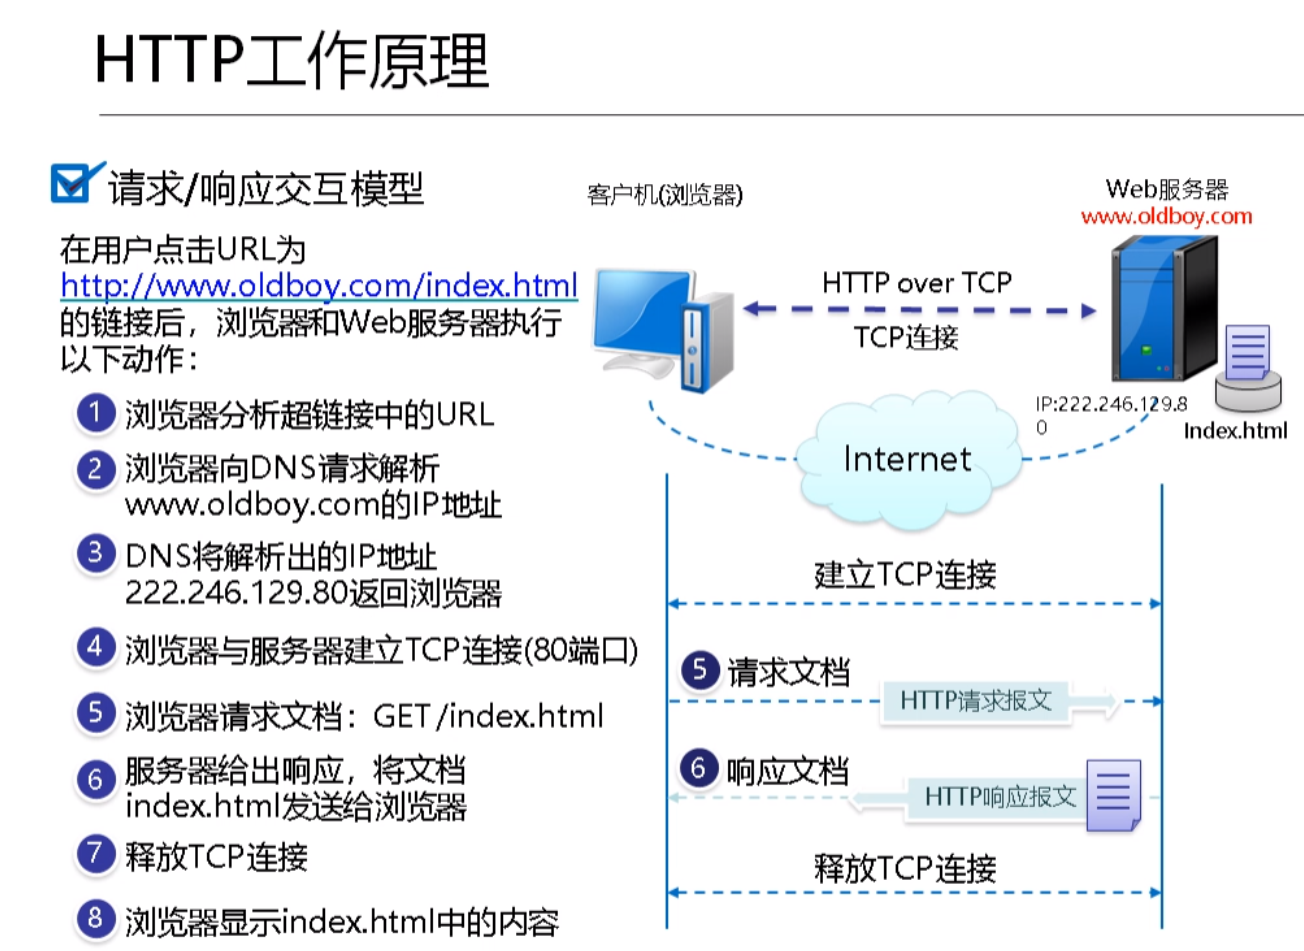 HTTP工作原理
请求/响应交互模型
在用户点击URL为
http://www.oldboy.com/index.html
的链接后，浏览器和Web服务器执行
以下动作：
1 浏览器分析超链接中的URL
2 浏览器向DNS请求解析
www.oldboy.com的IP地址
3 DNS将解析出的IP地址
222.246.129.80返回浏览器
4 浏览器与服务器建立TCP连接(80端口)
5 浏览器请求文档：GET /index.html
6 服务器给出响应，将文档
index.html发送给浏览器
7 释放TCP连接
8 浏览器显示index.html中的内容
客户机(浏览器)
Web服务器
www.oldboy.com
HTTP over TCP
TCP连接
IP:222.246.129.8
0
Index.html
Internet
建立TCP连接
5 请求文档
HTTP请求报文
6 响应文档
HTTP响应报文
释放TCP连接